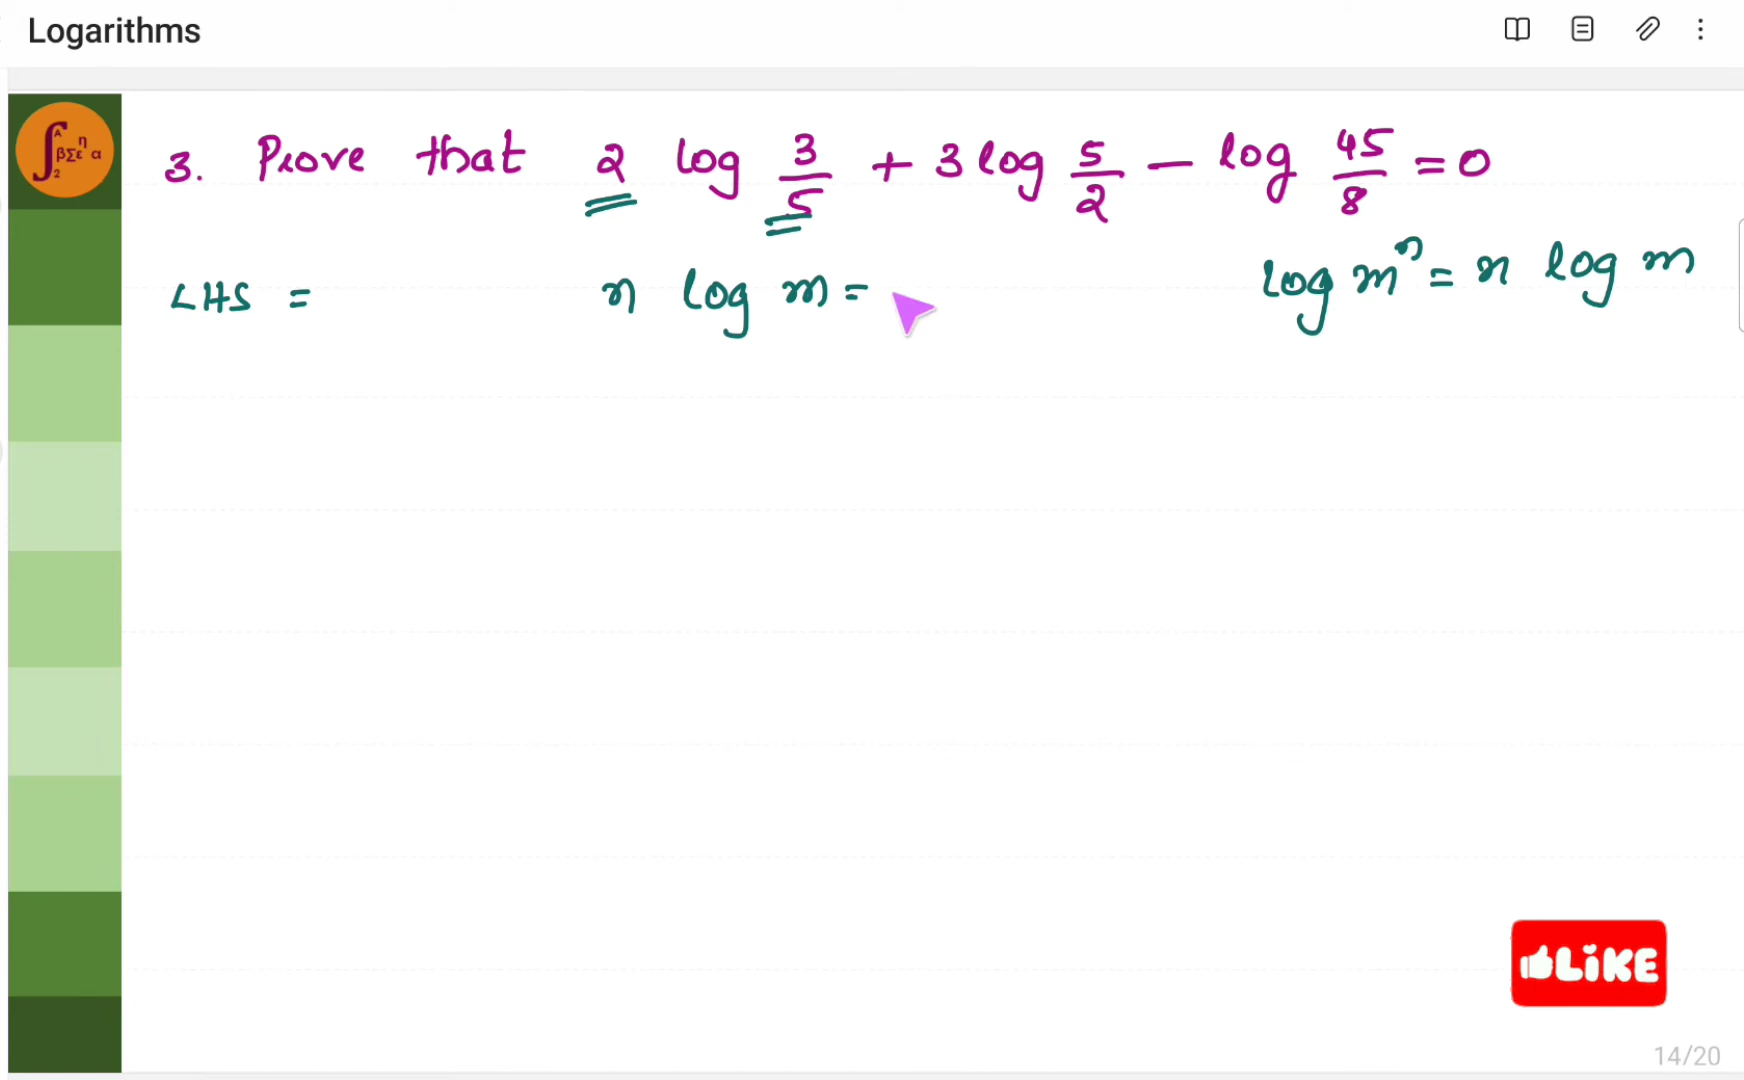 Logarithms
3. Prove that 2 log 3/5 + 3 log 5/2 - log 45/8 = 0
LHS = n log m = log mⁿ = n log m
LIKE
14/20